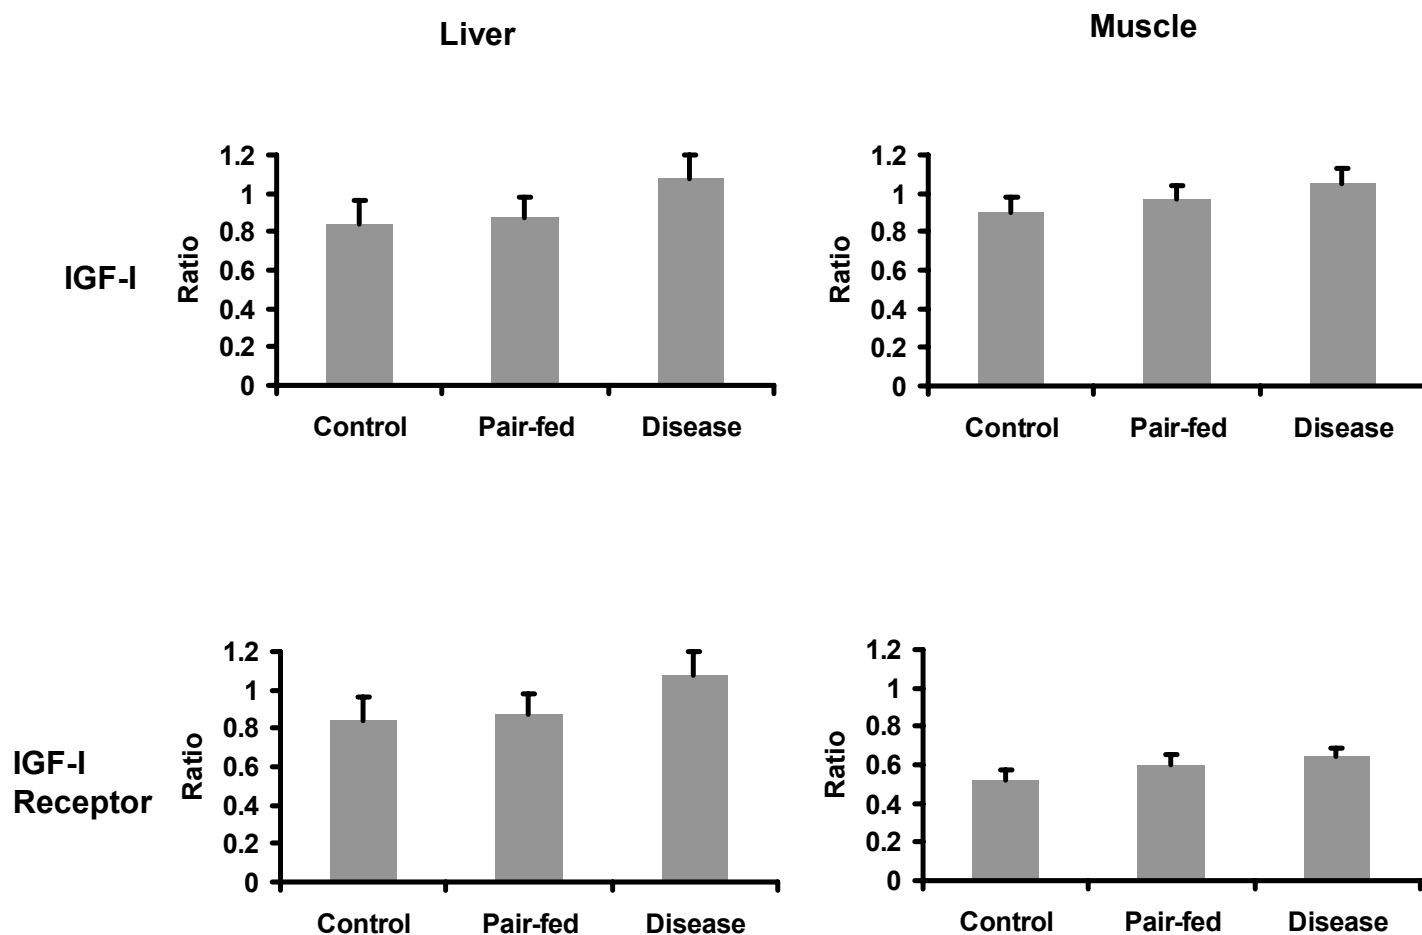 Liver
Muscle
IGF-I
Ratio
1.2
1
0.8
0.6
0.4
0.2
0
Control Pair-fed Disease
Ratio
1.2
1
0.8
0.6
0.4
0.2
0
Control Pair-fed Disease
IGF-I
Receptor
Ratio
1.2
1
0.8
0.6
0.4
0.2
0
Control Pair-fed Disease
Ratio
1.2
1
0.8
0.6
0.4
0.2
0
Control Pair-fed Disease